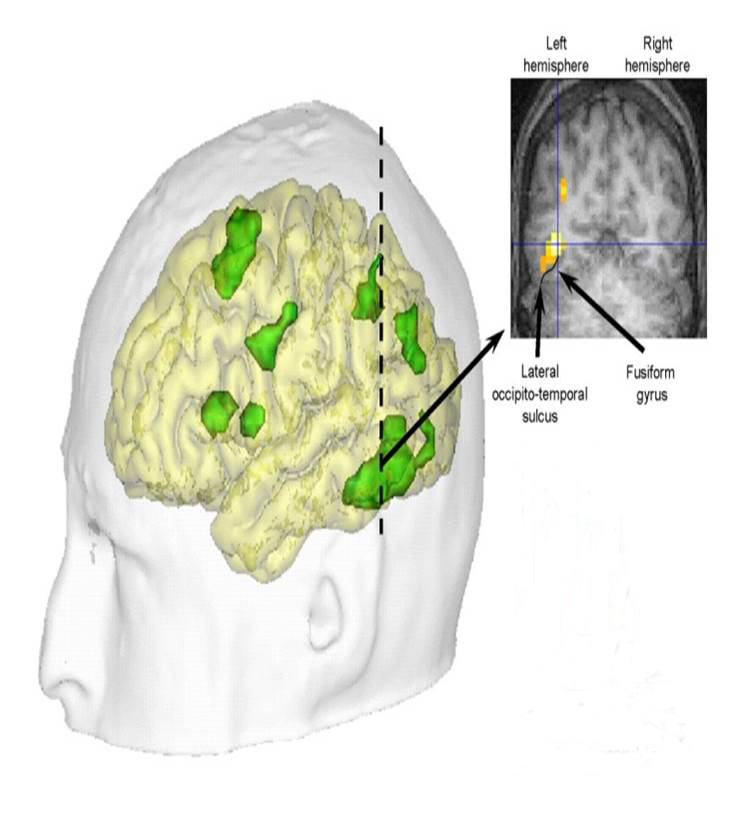 Left
hemisphere
Right
hemisphere
Lateral
occipito-temporal
sulcus
Fusiform
gyrus